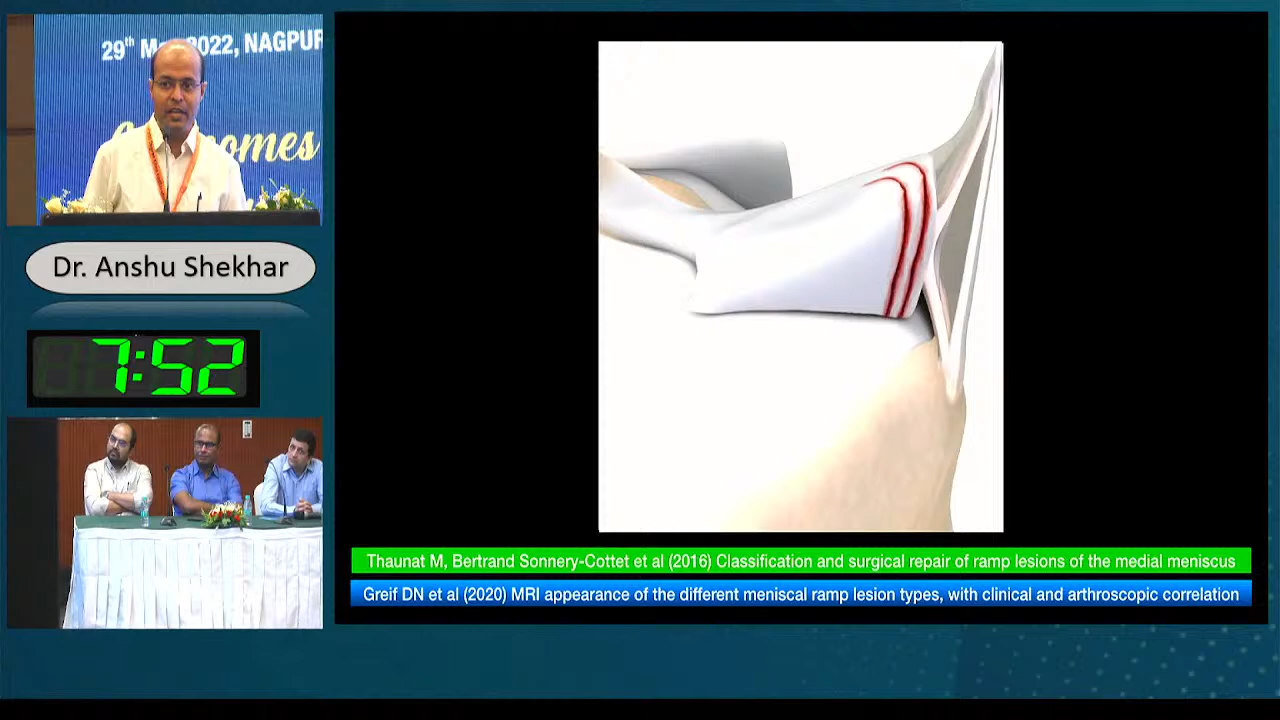 29th May 2022, NAGPUR
comes
Dr. Anshu Shekhar
7:52
Thaunat M, Bertrand Sonnery-Cottet et al (2016) Classification and surgical repair of ramp lesions of the medial meniscus
Greif DN et al (2020) MRI appearance of the different meniscal ramp lesion types, with clinical and arthroscopic correlation